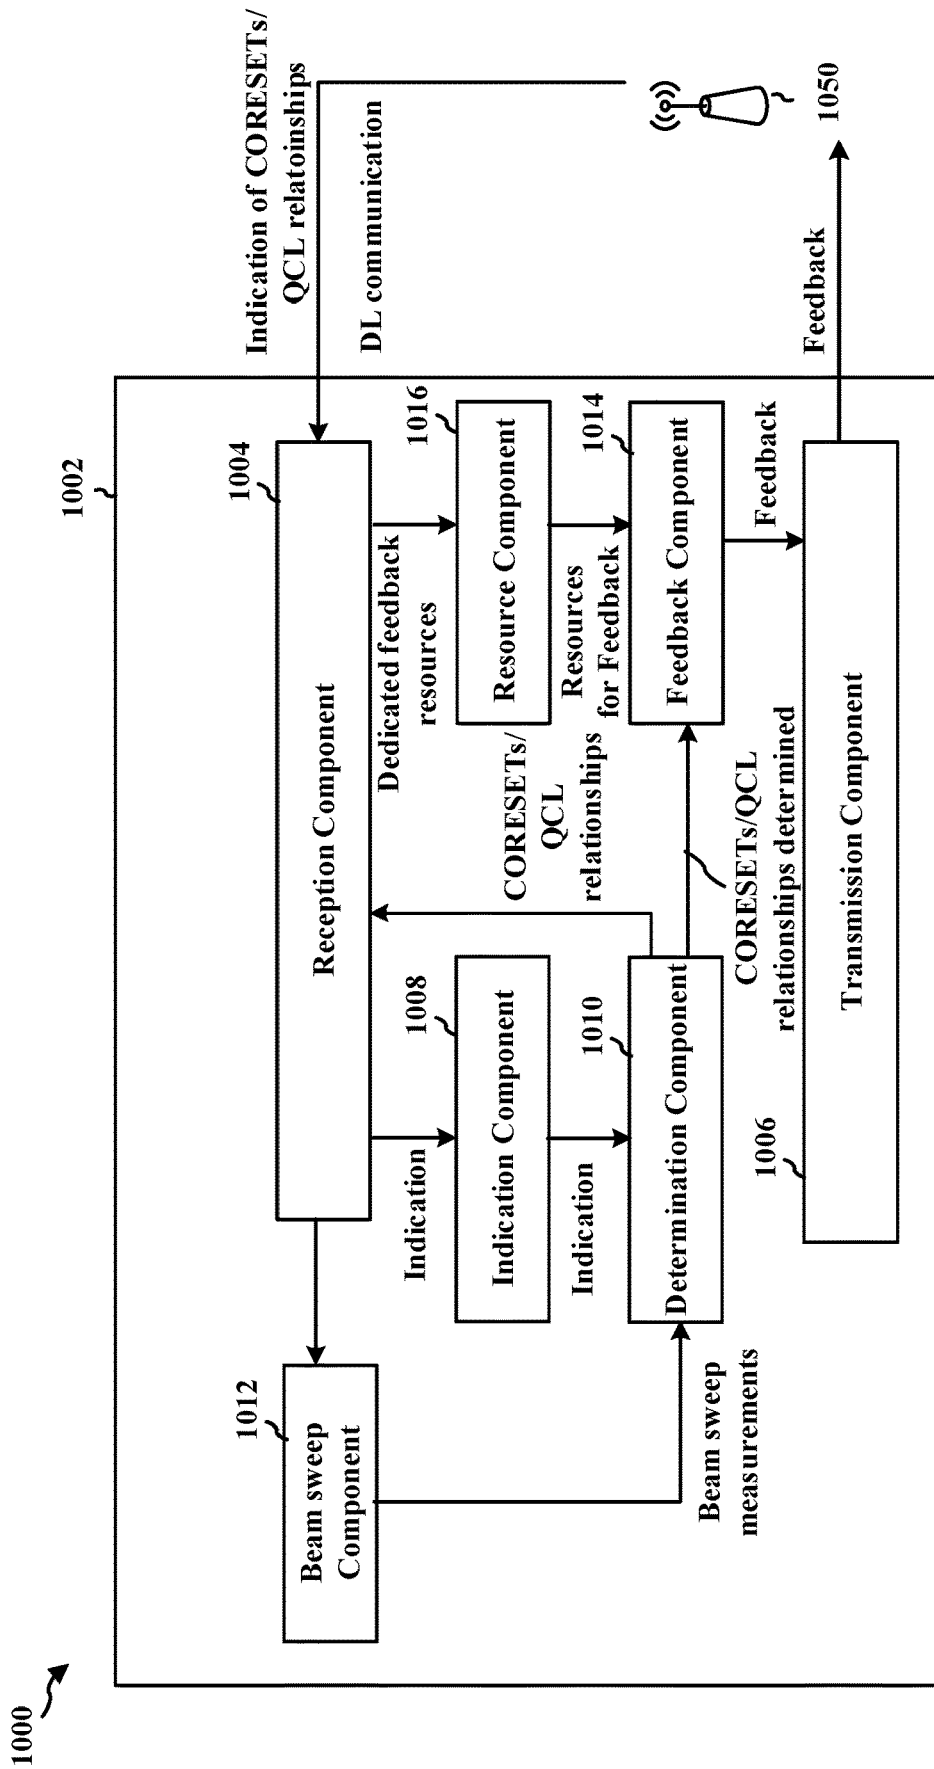 1000
1002
Indication of CORESETs/
QCL relatoinships
DL communication
1004
Reception Component
1012
Beam sweep
Component
Indication
1008
Indication Component
Indication
Dedicated feedback
resources
1016
Resource Component
Resources
for Feedback
CORESETs/
QCL
relationships
1010
Determination Component
1014
Feedback Component
Beam sweep
measurements
CORESETs/QCL
relationships determined
Feedback
1006
Transmission Component
Feedback
1050